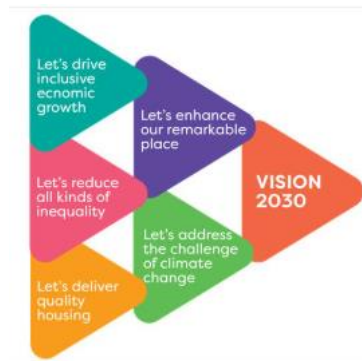 Let's drive
inclusive
ecnomic
growth
Let's enhance
our remarkable
place
Let's reduce
all kinds of
inequality
VISION
2030
Let's address
the challenge
of climate
change
Let's deliver
quality
housing